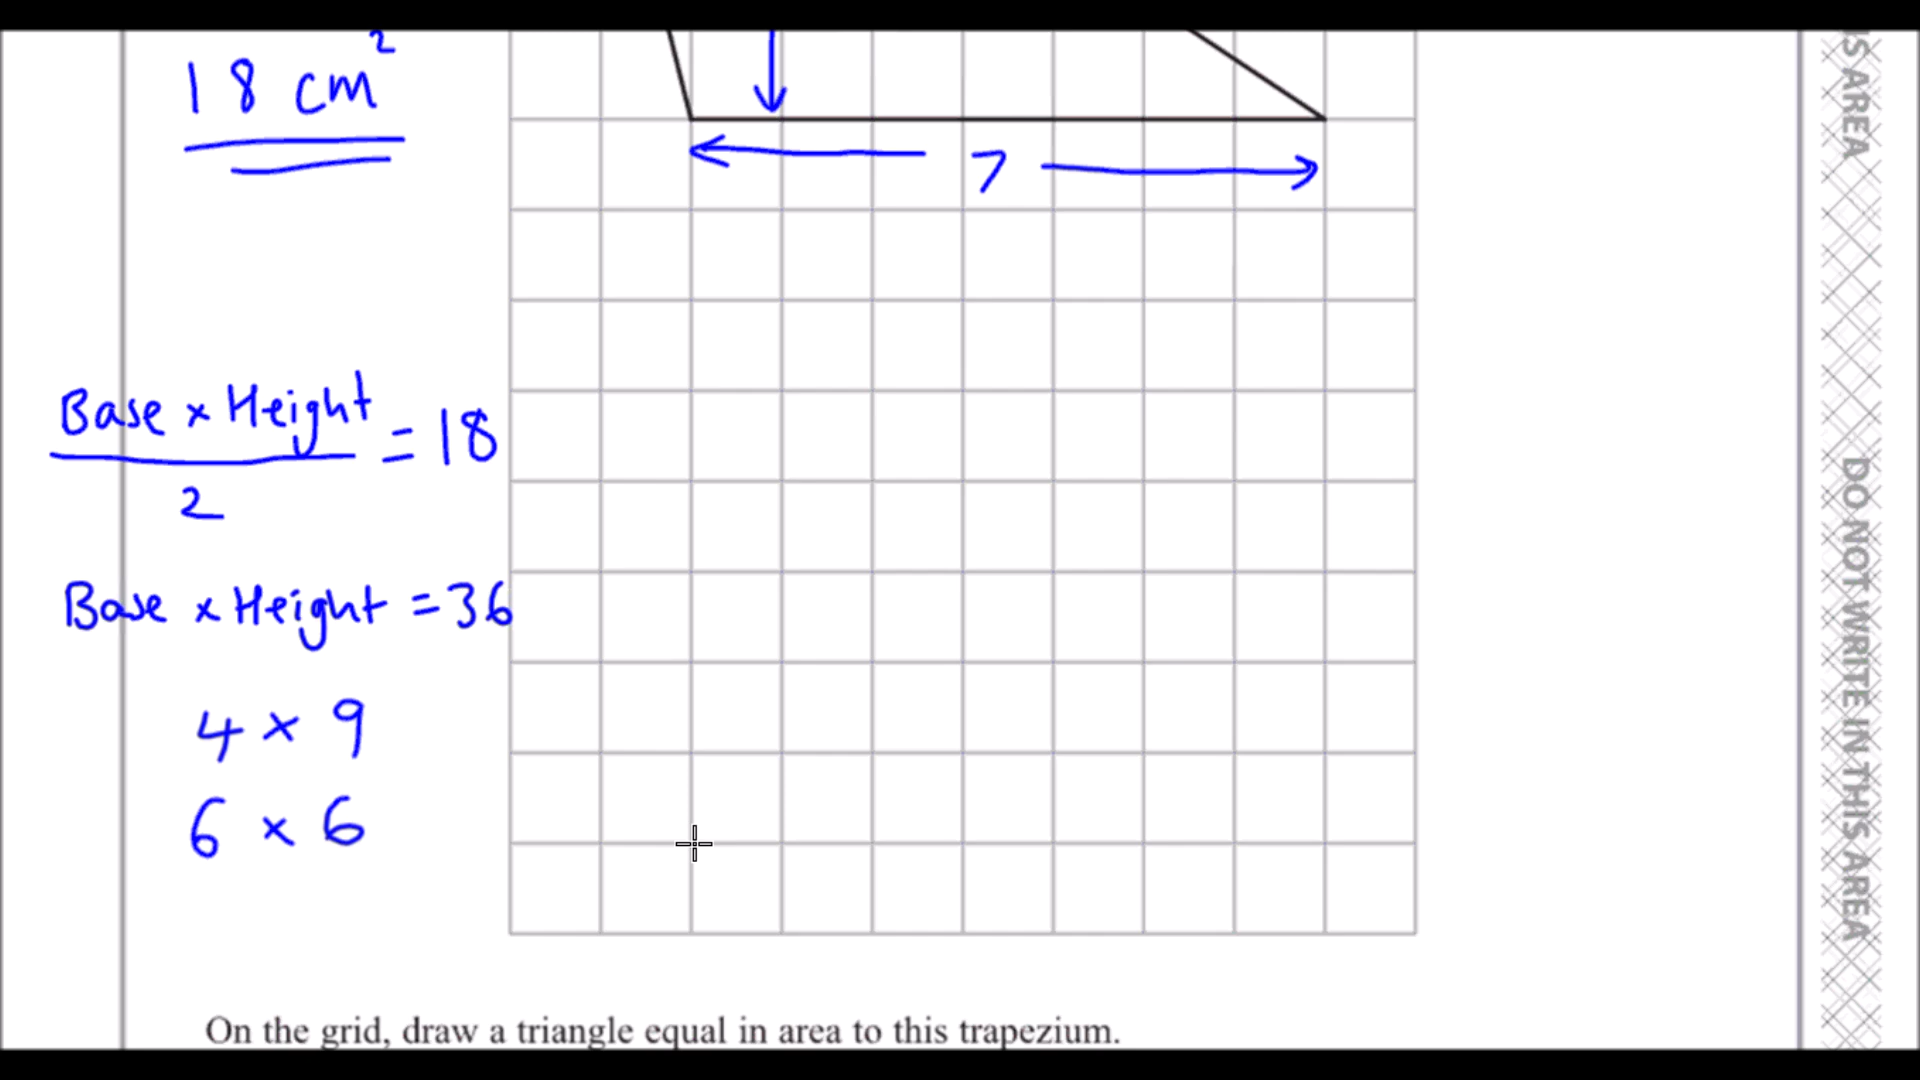 18 cm²
7
Base × Height
= 18
2
Base × Height = 36
4 × 9
6 × 6
On the grid, draw a triangle equal in area to this trapezium.
S AREA
DO NOT WRITE IN THIS AREA